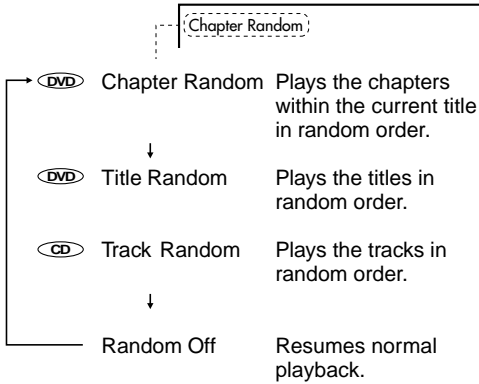 Chapter Random
DVD Chapter Random Plays the chapters
within the current title
in random order.
DVD Title Random Plays the titles in
random order.
CD Track Random Plays the tracks in
random order.
Random Off Resumes normal
playback.